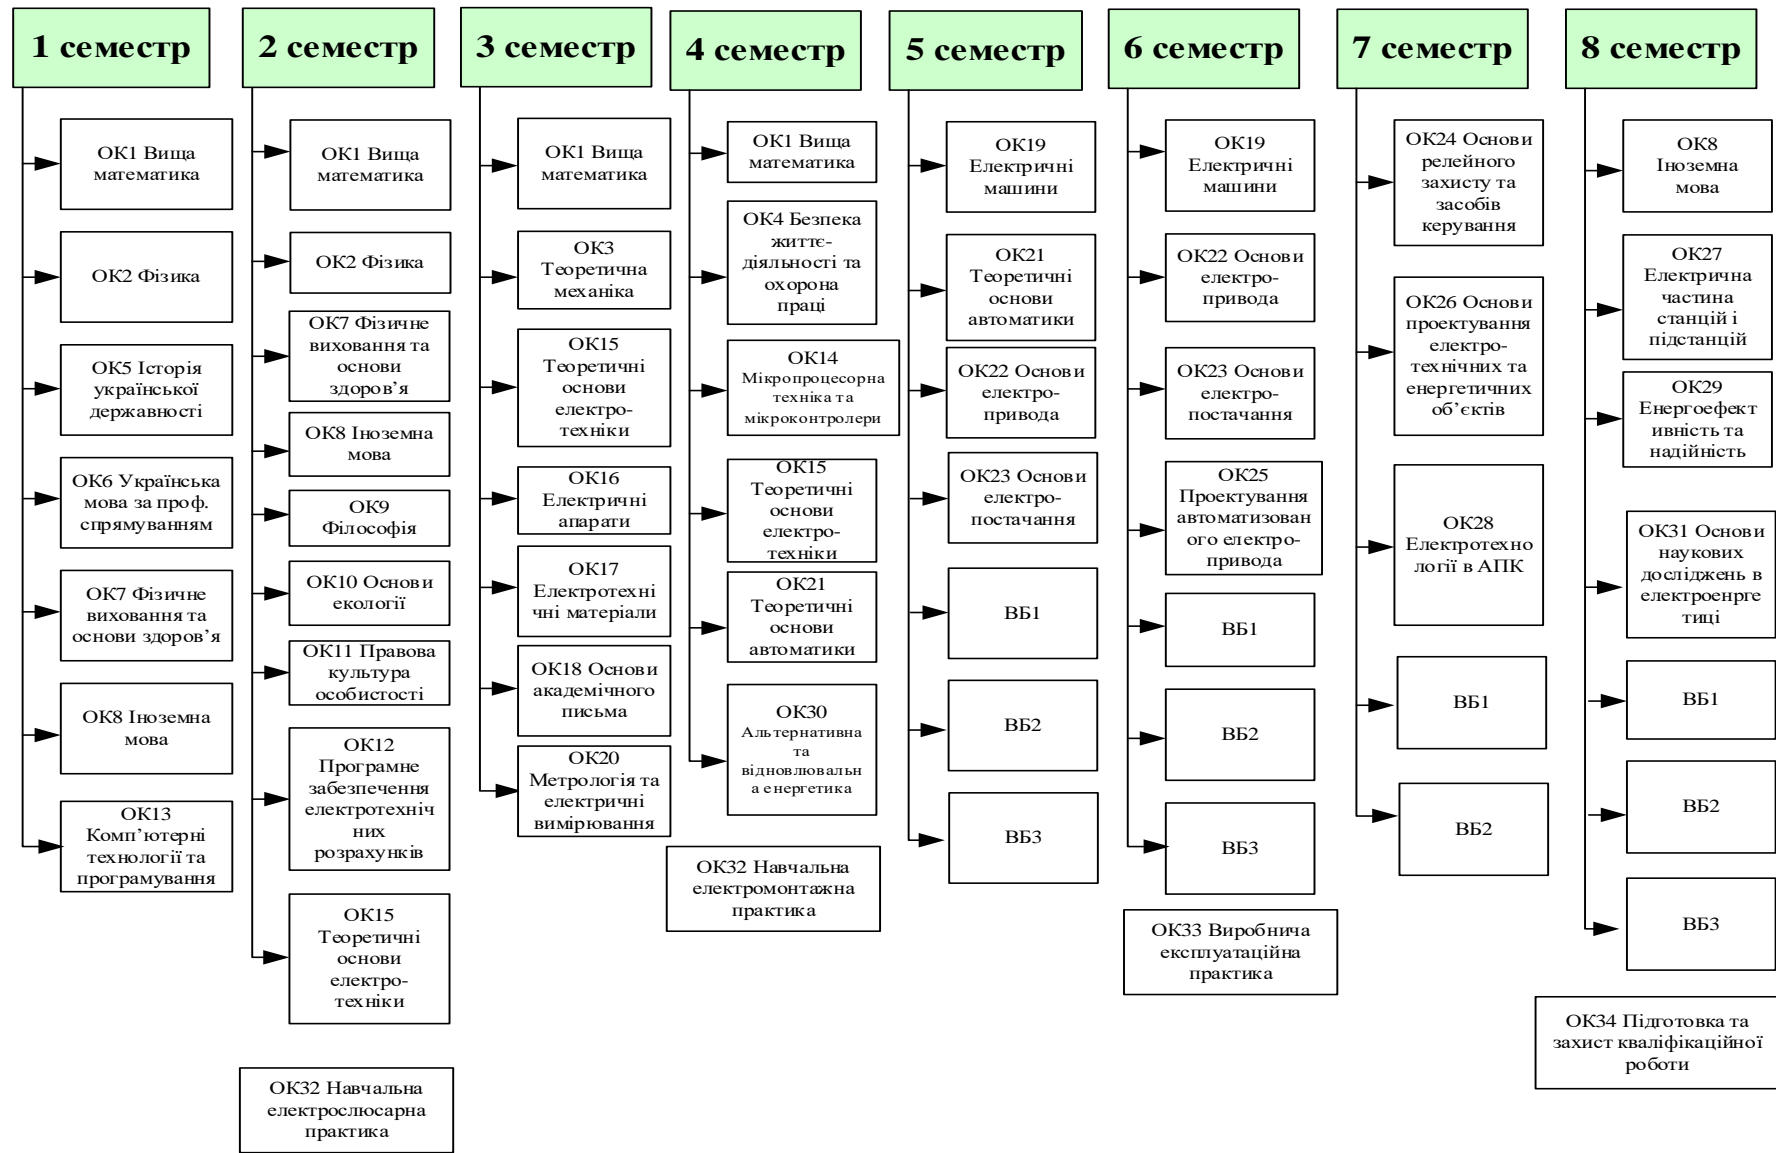 1 семестр
ОК1 Вища
математика
ОК2 Фізика
ОК5 Історія
української
державності
ОК6 Українська
мова за проф.
спрямуванням
ОК7 Фізичне
виховання та
основи здоров’я
ОК8 Іноземна
мова
ОК13
Комп’ютерні
технології та
програмування
2 семестр
ОК1 Вища
математика
ОК2 Фізика
ОК7 Фізичне
виховання та
основи
здоров’я
ОК8 Іноземна
мова
ОК9
Філософія
ОК10 Основи
екології
ОК11 Правова
культура
особистості
ОК12
Програмне
забезпечення
електротехніч
них
розрахунків
ОК15
Теоретичні
основи
електро-
техніки
ОК32 Навчальна
електрослюсарна
практика
3 семестр
ОК1 Вища
математика
ОК3
Теоретична
механіка
ОК15
Теоретичні
основи
електро-
техніки
ОК16
Електричні
апарати
ОК17
Електротехні
чні матеріали
ОК18 Основи
академічного
письма
ОК20
Метрологія та
електричні
вимірювання
4 семестр
ОК1 Вища
математика
ОК4 Безпека
життє-
діяльності та
охорона
праці
ОК14
Мікропроцесорна
техніка та
мікроконтролери
ОК15
Теоретичні
основи
електро-
техніки
ОК21
Теоретичні
основи
автоматики
ОК30
Альтернативна
та
відновлювальн
а енергетика
ОК32 Навчальна
електромонтажна
практика
5 семестр
ОК19
Електричні
машини
ОК21
Теоретичні
основи
автоматики
ОК22 Основи
електро-
привода
ОК23 Основи
електро-
постачання
ВБ1
ВБ2
ВБ3
6 семестр
ОК19
Електричні
машини
ОК22 Основи
електро-
привода
ОК23 Основи
електро-
постачання
ОК25
Проектування
автоматизован
ого електро-
привода
ВБ1
ВБ2
ВБ3
ОК33 Виробнича
експлуатаційна
практика
7 семестр
ОК24 Основи
релейного
захисту та
засобів
керування
ОК26 Основи
проектування
електро-
технічних та
енергетичних
об’єктів
ОК28
Електротехно
логії в АПК
ВБ1
ВБ2
8 семестр
ОК8
Іноземна
мова
ОК27
Електрична
частина
станцій і
підстанцій
ОК29
Енергоефект
ивність та
надійність
ОК31 Основи
наукових
досліджень в
електроенрге
тиці
ВБ1
ВБ2
ВБ3
ОК34 Підготовка та
захист кваліфікаційної
роботи